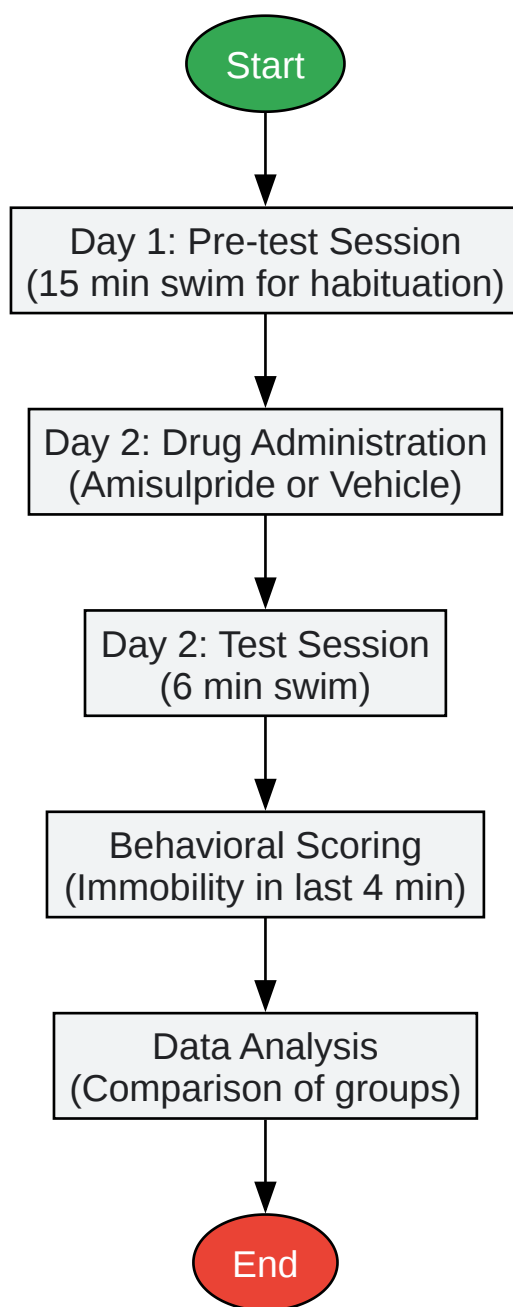 Start
Day 1: Pre-test Session
(15 min swim for habituation)
Day 2: Drug Administration
(Amisulpride or Vehicle)
Day 2: Test Session
(6 min swim)
Behavioral Scoring
(Immobility in last 4 min)
Data Analysis
(Comparison of groups)
End